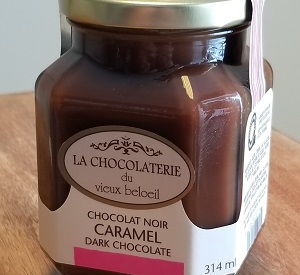 LA CHOCOLATERIE
du
vieux beloeil
CHOCOLAT NOIR
CARAMEL
DARK CHOCOLATE
314 ml